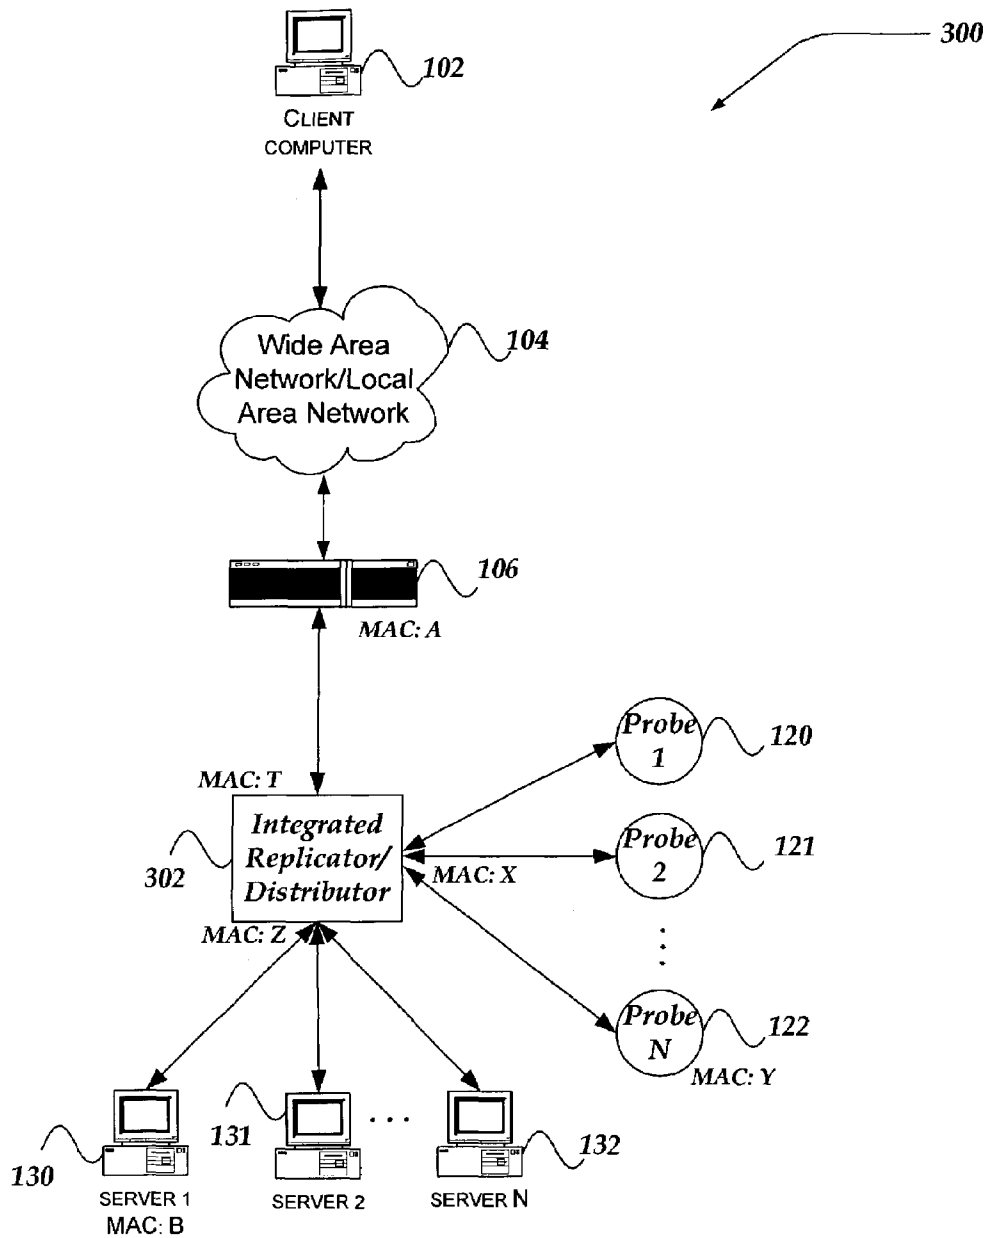 300
102
CLIENT
COMPUTER
Wide Area
Network/Local
Area Network
104
106
MAC: A
MAC: T
Integrated
Replicator/
Distributor
302
MAC: X
MAC: Z
Probe
1
120
Probe
2
121
Probe
N
122
MAC: Y
130
131
132
SERVER 1
MAC: B
SERVER 2
SERVER N